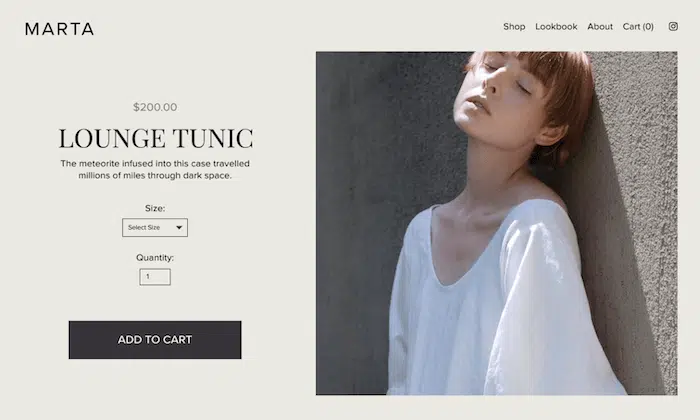 MARTA
Shop Lookbook About Cart (0)
$200.00
LOUNGE TUNIC
The meteorite infused into this case travelled
millions of miles through dark space.
Size:
Select Size
Quantity:
1
ADD TO CART